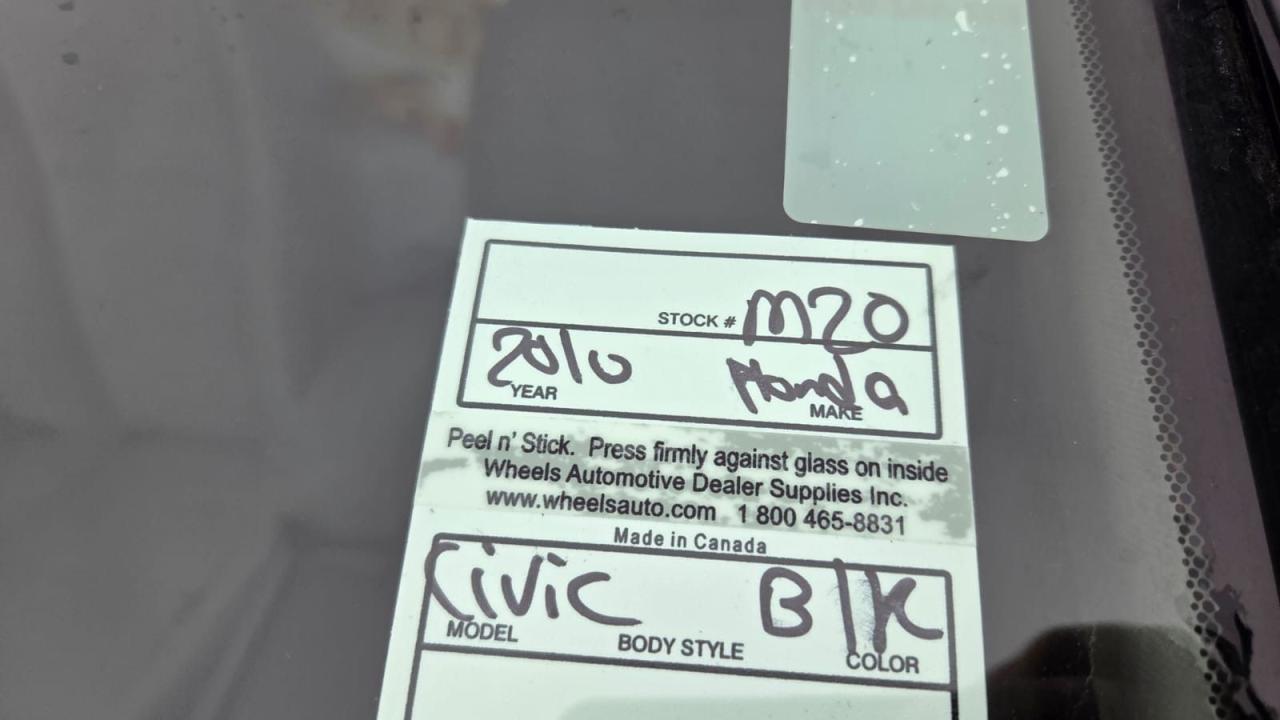 STOCK # M20
2010 Honda
YEAR MAKE
Peel n' Stick. Press firmly against glass on inside
Wheels Automotive Dealer Supplies Inc.
www.wheelsauto.com 1 800 465-8831
Made in Canada
Civic Blk
MODEL BODY STYLE COLOR